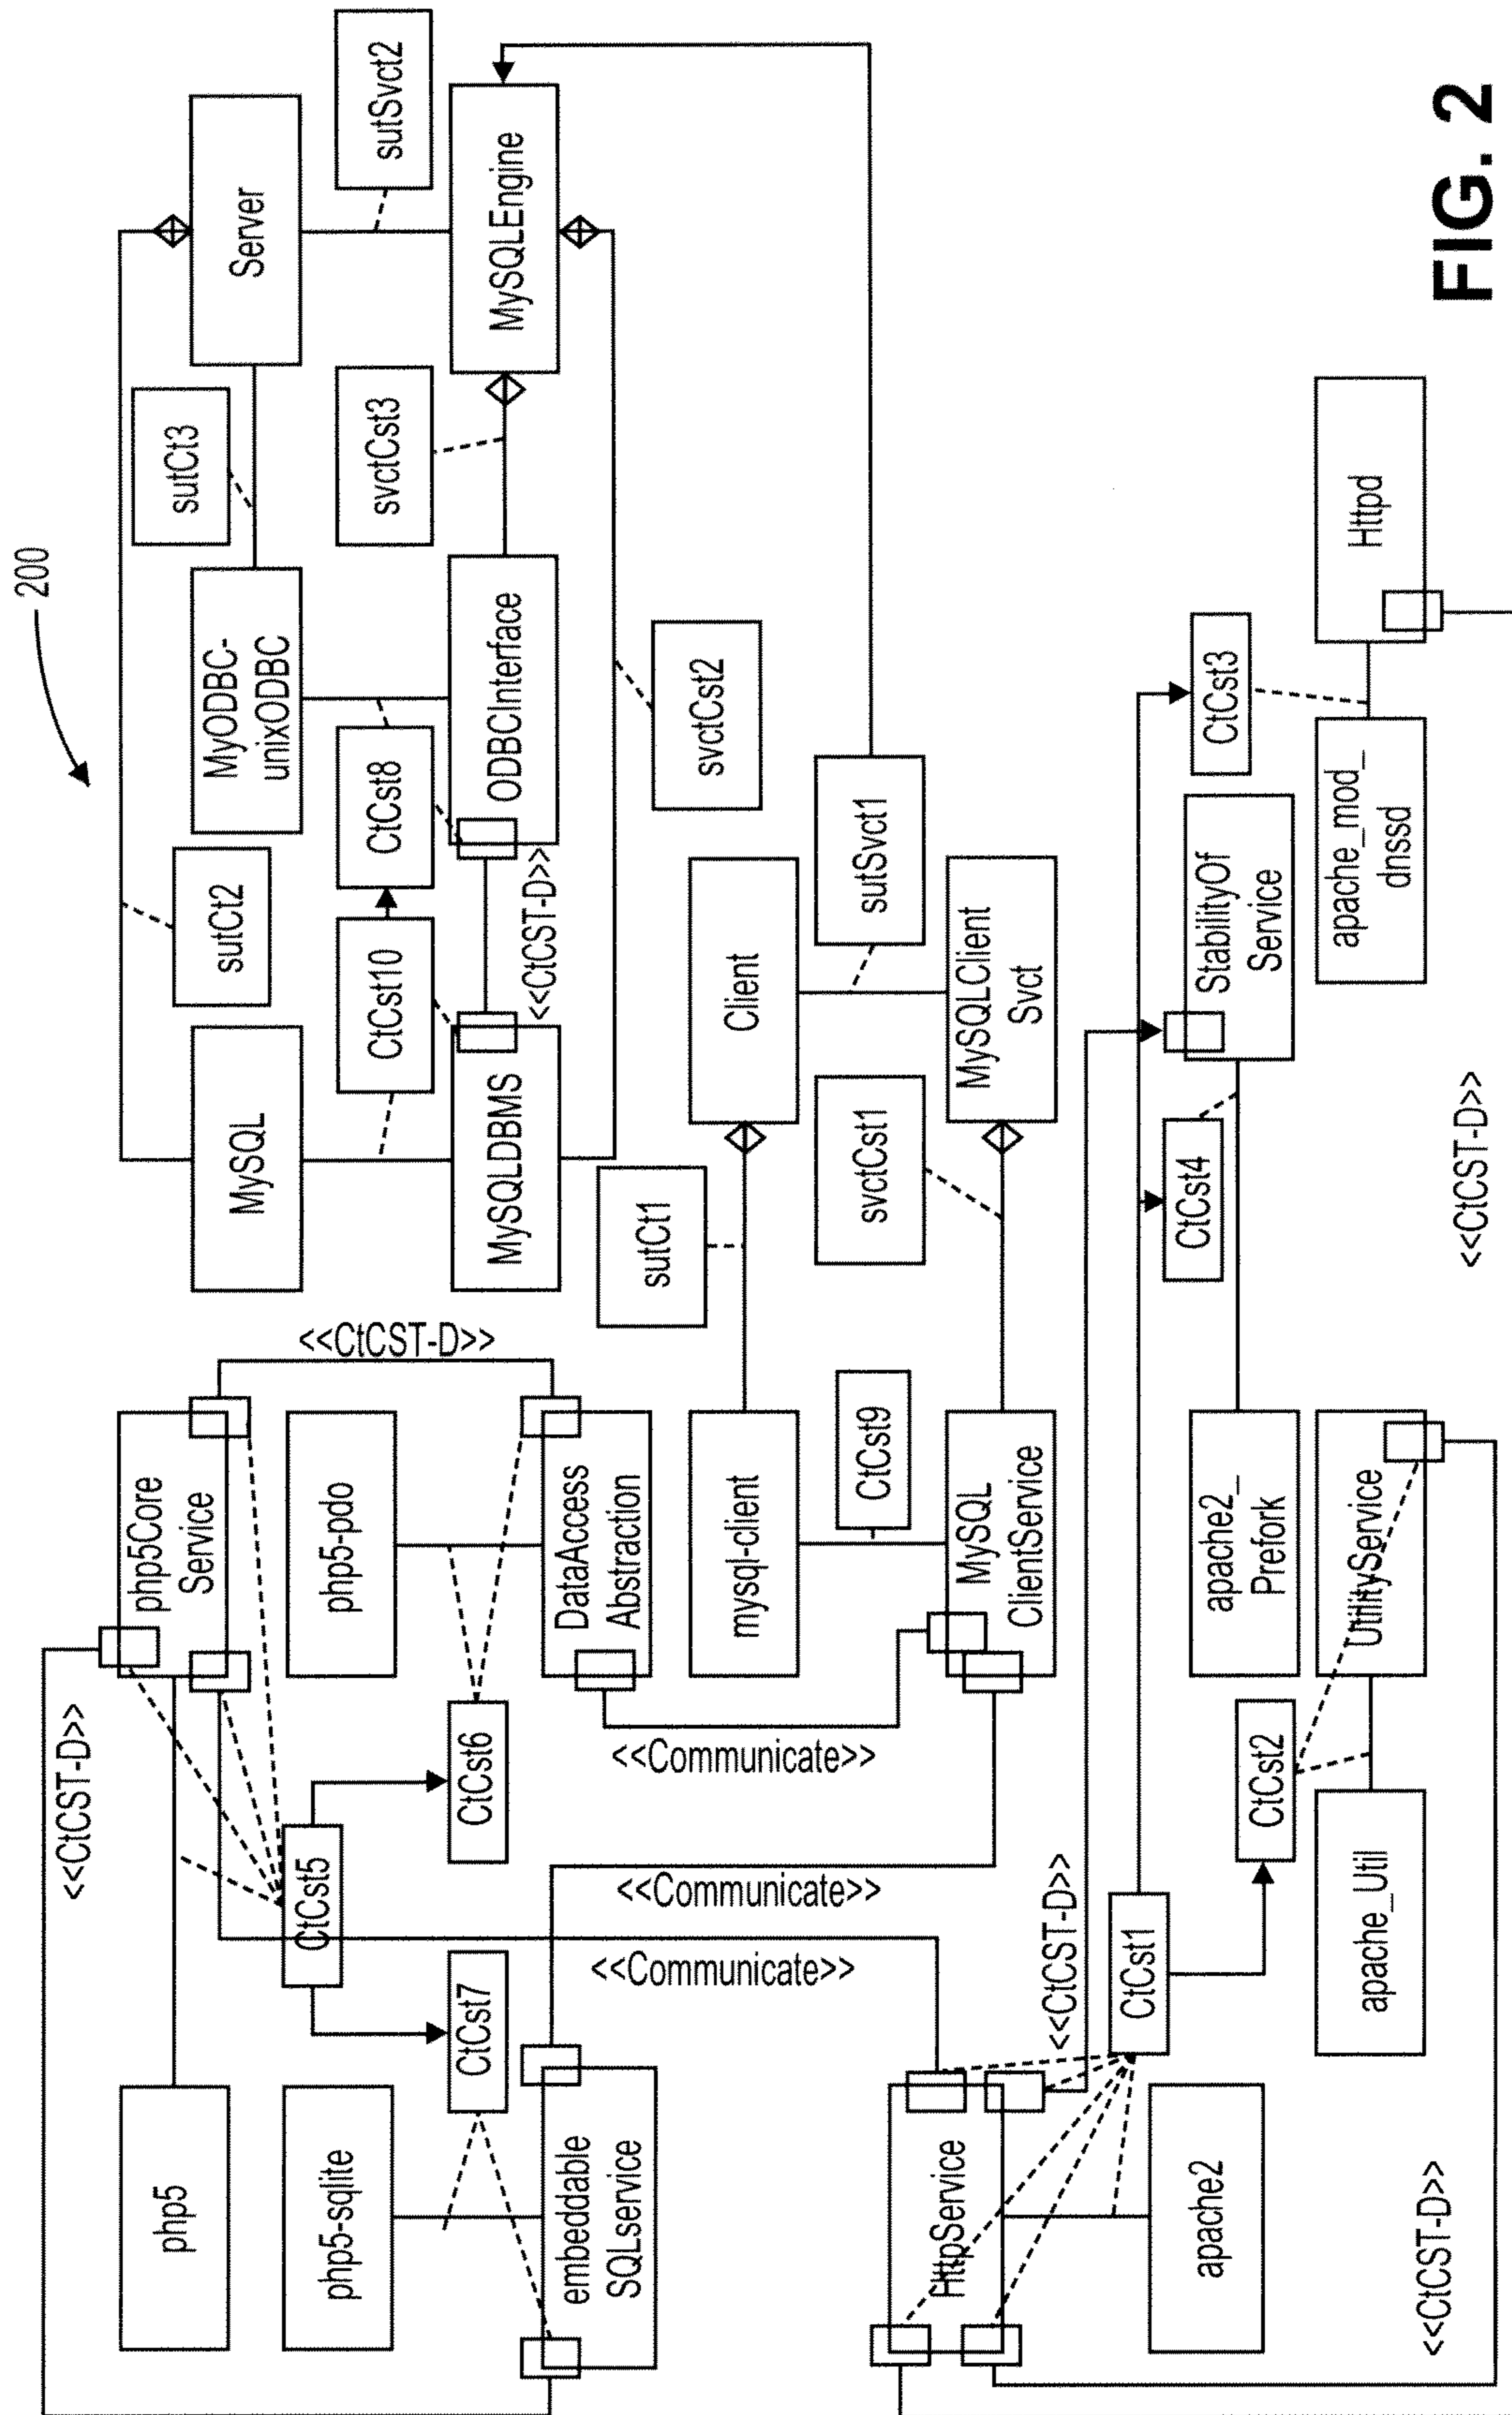 200
sutCt3
Server
sutSvct2
MyODBC-
unixODBC
sutCt2
MySQL
svctCst3
MySQLEngine
CtCst8
ODBCInterface
CtCst10
<<CtCST-D>>
MySQLDBMS
svctCst2
<<CtCST-D>>
php5Core
Service
<<CtCST-D>>
php5-pdo
DataAccess
Abstraction
CtCst6
CtCst5
CtCst7
php5
php5-sqlite
embeddable
SQLservice
<<Communicate>>
<<Communicate>>
<<Communicate>>
sutCt1
Client
sutSvct1
mysql-client
svctCst1
MySQLClient
Svct
CtCst9
MySQL
ClientService
<<CtCST-D>>
HttpService
CtCst1
apache2
CtCst4
StabilityOf
Service
CtCst3
Httpd
apache_mod_
dnssd
apache2_
Prefork
UtilityService
CtCst2
apache_Util
<<CtCST-D>>
<<CtCST-D>>
FIG. 2